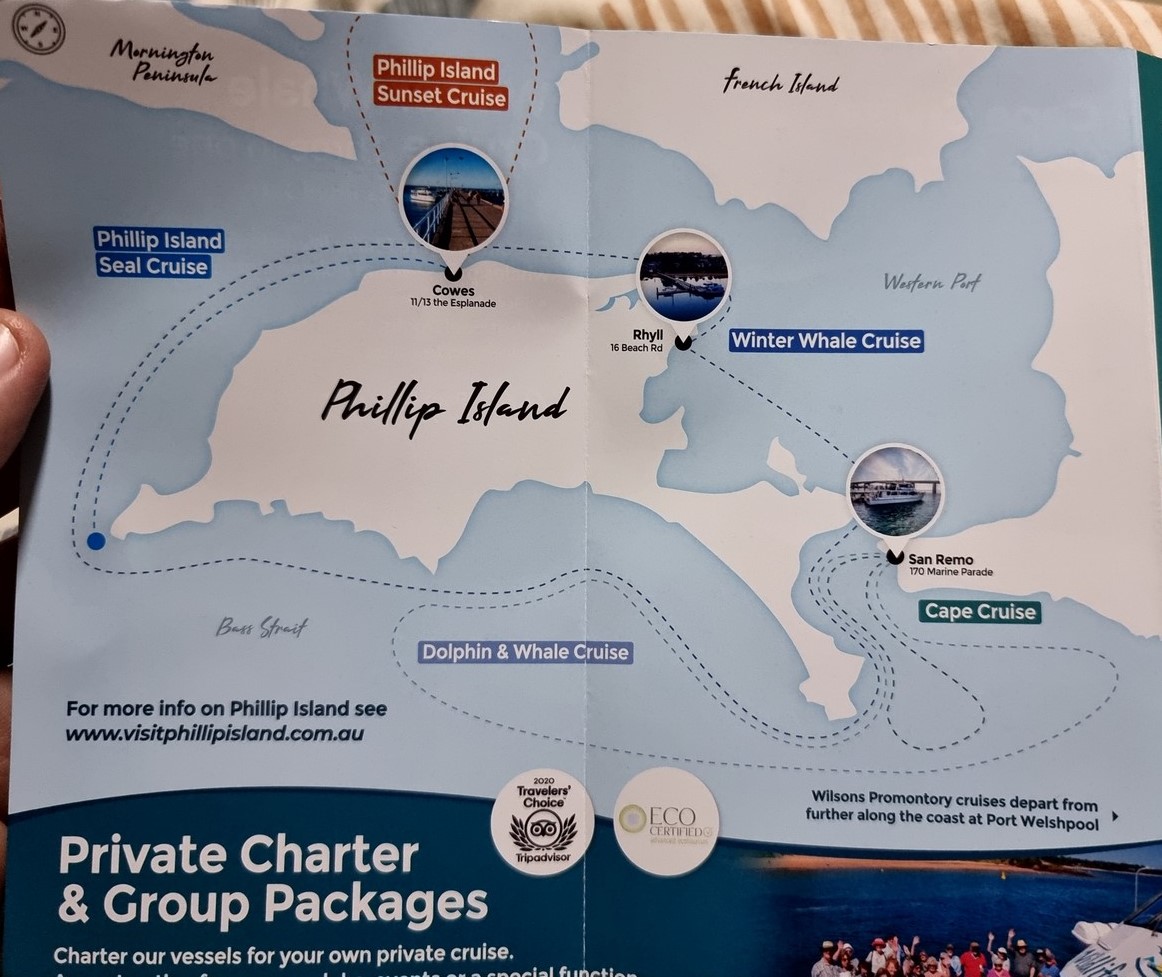 Mornington
Peninsula
Phillip Island
Sunset Cruise
French Island
Phillip Island
Seal Cruise
Cowes
11/13 the Esplanade
Western Port
Rhyll
16 Beach Rd
Winter Whale Cruise
Phillip Island
San Remo
170 Marine Parade
Cape Cruise
Bass Strait
Dolphin & Whale Cruise
For more info on Phillip Island see
www.visitphillipisland.com.au
2020
Travelers'
Choice
Tripadvisor
ECO
CERTIFIED
Wilsons Promontory cruises depart from
further along the coast at Port Welshpool
Private Charter
& Group Packages
Charter our vessels for your own private cruise.
events or a special function